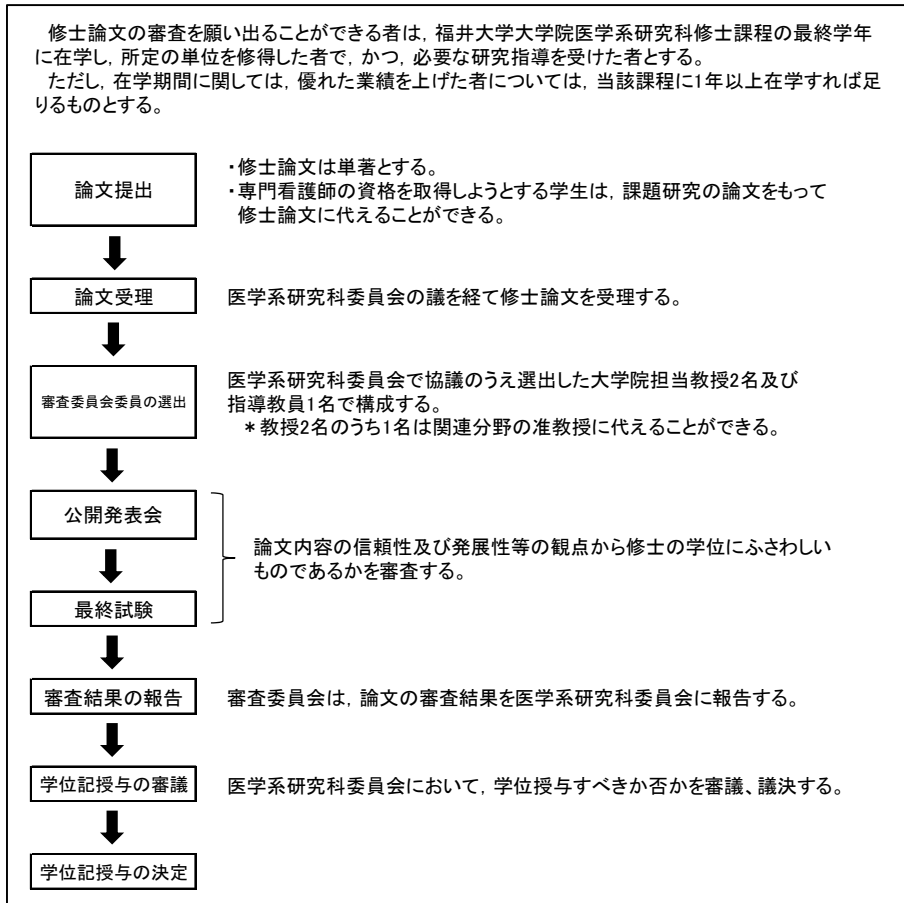 修士論文の審査を願い出ることができる者は，福井大学大学院医学系研究科修士課程の最終学年
に在学し，所定の単位を修得した者で，かつ，必要な研究指導を受けた者とする。
ただし，在学期間に関しては，優れた業績を上げた者については，当該課程に1年以上在学すれば足
りるものとする。
論文提出
・修士論文は単著とする。
・専門看護師の資格を取得しようとする学生は，課題研究の論文をもって
修士論文に代えることができる。
論文受理
医学系研究科委員会の議を経て修士論文を受理する。
審査委員会委員の選出
医学系研究科委員会で協議のうえ選出した大学院担当教授2名及び
指導教員1名で構成する。
＊教授2名のうち1名は関連分野の准教授に代えることができる。
公開発表会
論文内容の信頼性及び発展性等の観点から修士の学位にふさわしい
ものであるかを審査する。
最終試験
審査結果の報告
審査委員会は，論文の審査結果を医学系研究科委員会に報告する。
学位記授与の審議
医学系研究科委員会において，学位授与すべきか否かを審議、議決する。
学位記授与の決定